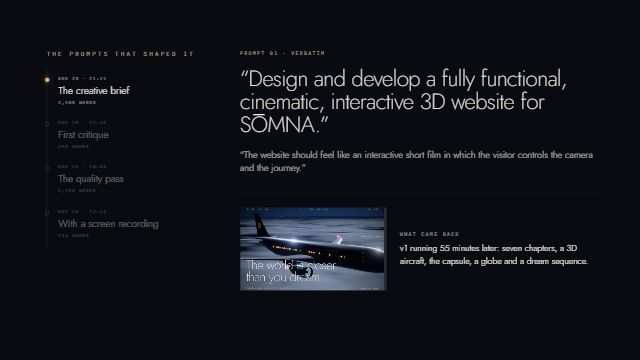 THE PROMPTS THAT SHAPED IT
The creative brief
First critique
The quality pass
With a screen recording
PROMPT 01 · VERBATIM
“Design and develop a fully functional,
cinematic, interactive 3D website for
SŌMNA.”
“The website should feel like an interactive short film in which the visitor controls the camera
and the journey.”
The world is closer
than you dream.
WHAT CAME BACK
v1 running 55 minutes later: seven chapters, a 3D
aircraft, the capsule, a globe and a dream sequence.